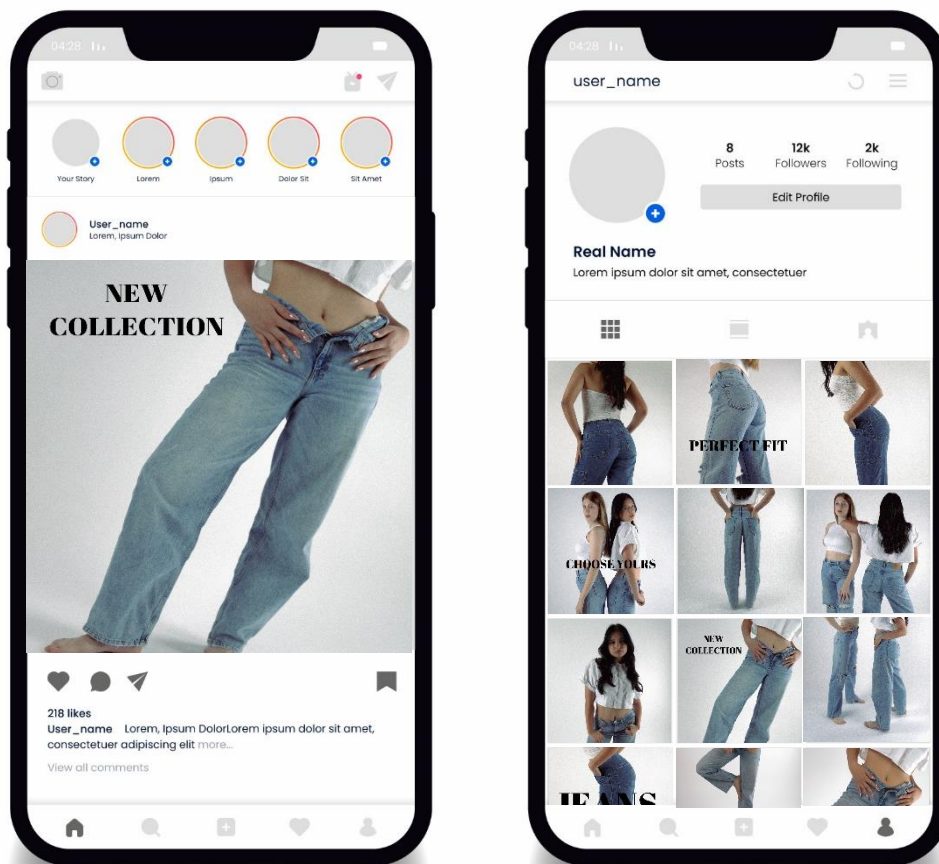 04:28
Your Story
Lorem
Ipsum
Dolor Sit
Sit Amet
User_name
Lorem, Ipsum Dolor
NEW
COLLECTION
218 likes
User_name Lorem, Ipsum DolorLorem ipsum dolor sit amet,
consectetuer adipiscing elit more...
View all comments
04:28
user_name
8 12k 2k
Posts Followers Following
Edit Profile
Real Name
Lorem ipsum dolor sit amet, consectetuer
PERFECT FIT
CHOOSE YOURS
NEW
COLLECTION
JEANS